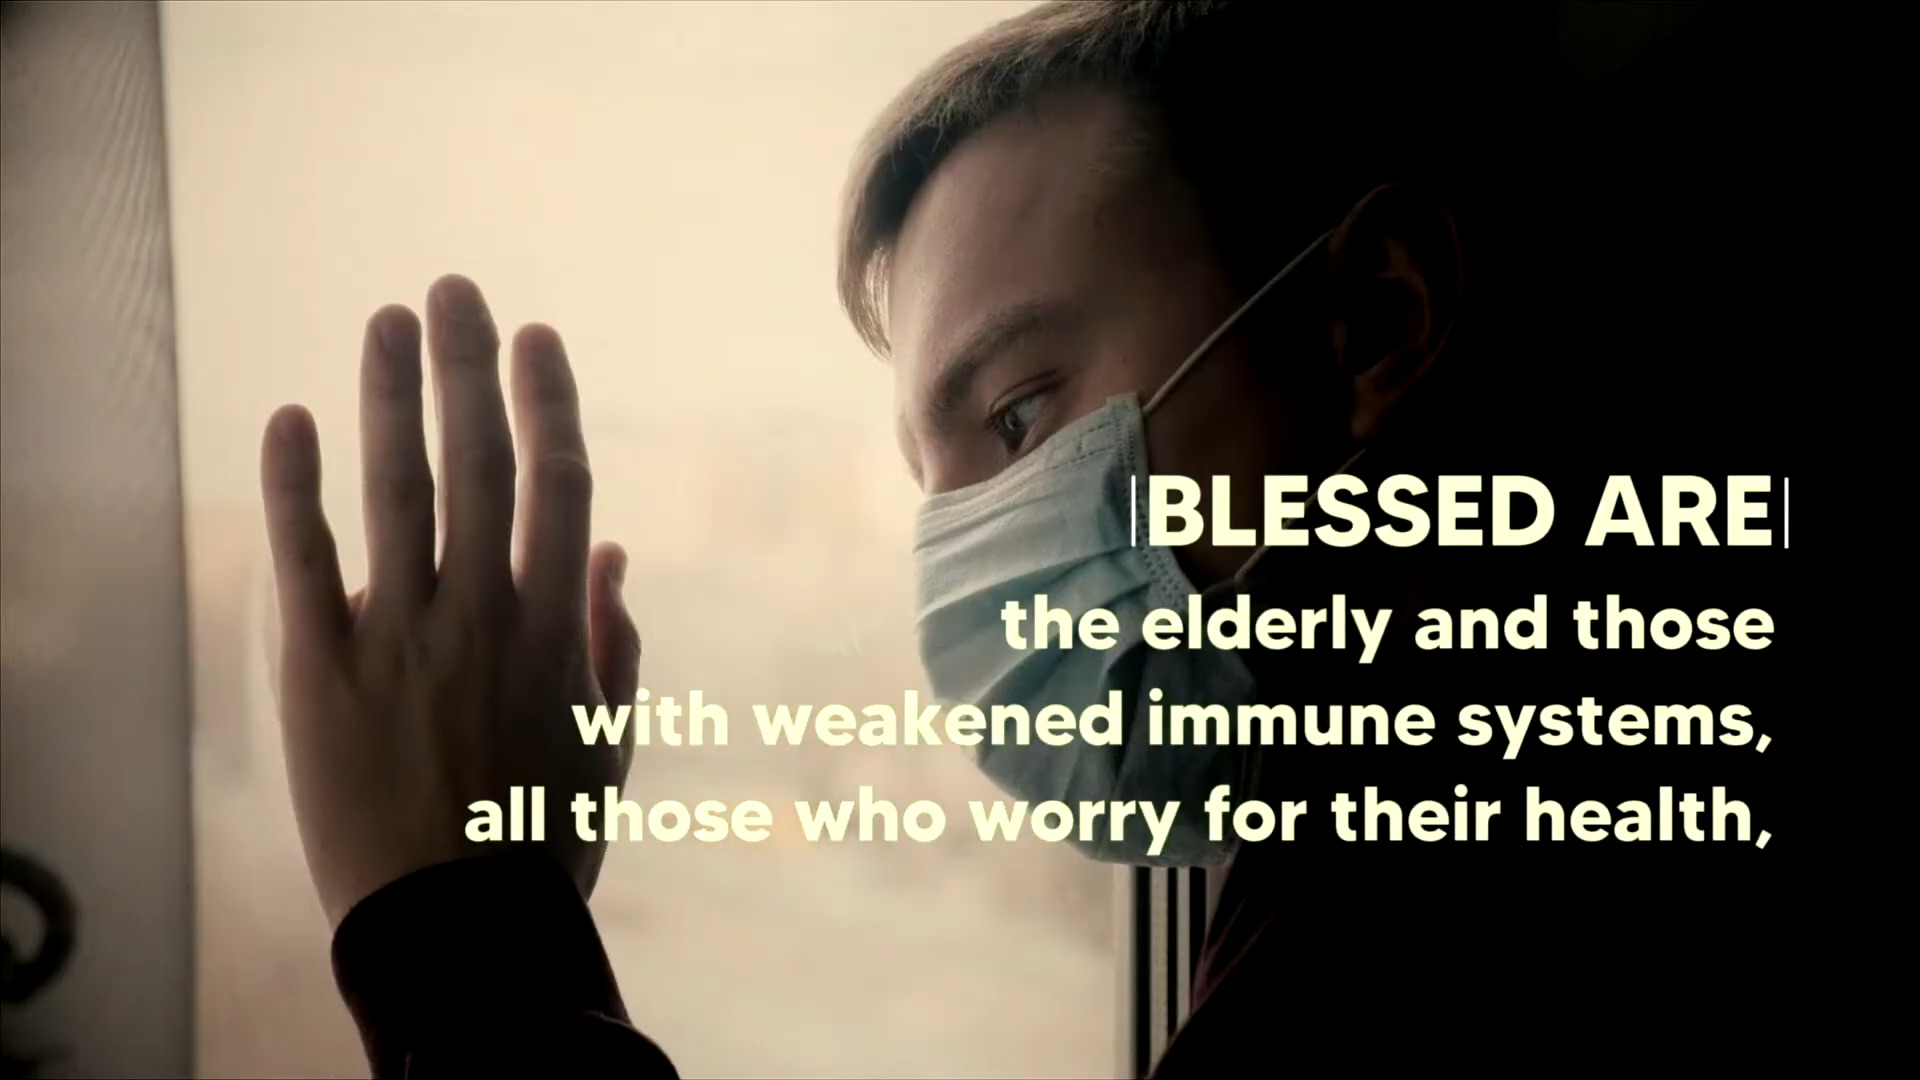 BLESSED ARE
the elderly and those
with weakened immune systems,
all those who worry for their health,